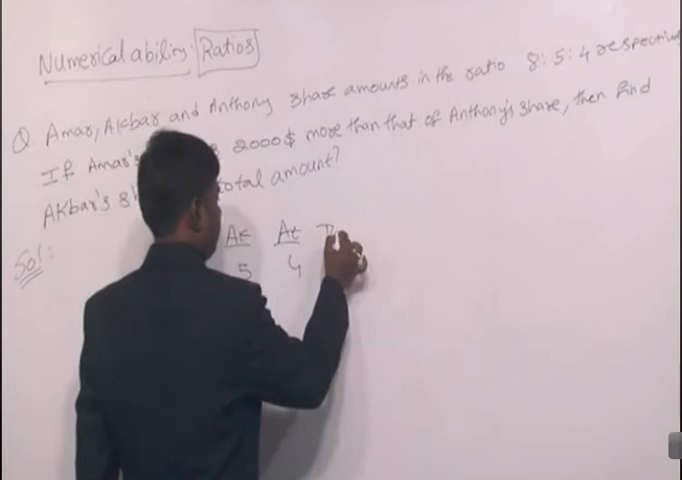 Numerical ability: Ratios
Q. Amar, Akbar and Anthony share amounts in the ratio 8:5:4 respectively
If Amar's 2000$ more than that of Anthony's share, then find
AKbar's total amount?
Sol:
AK At T
5 4